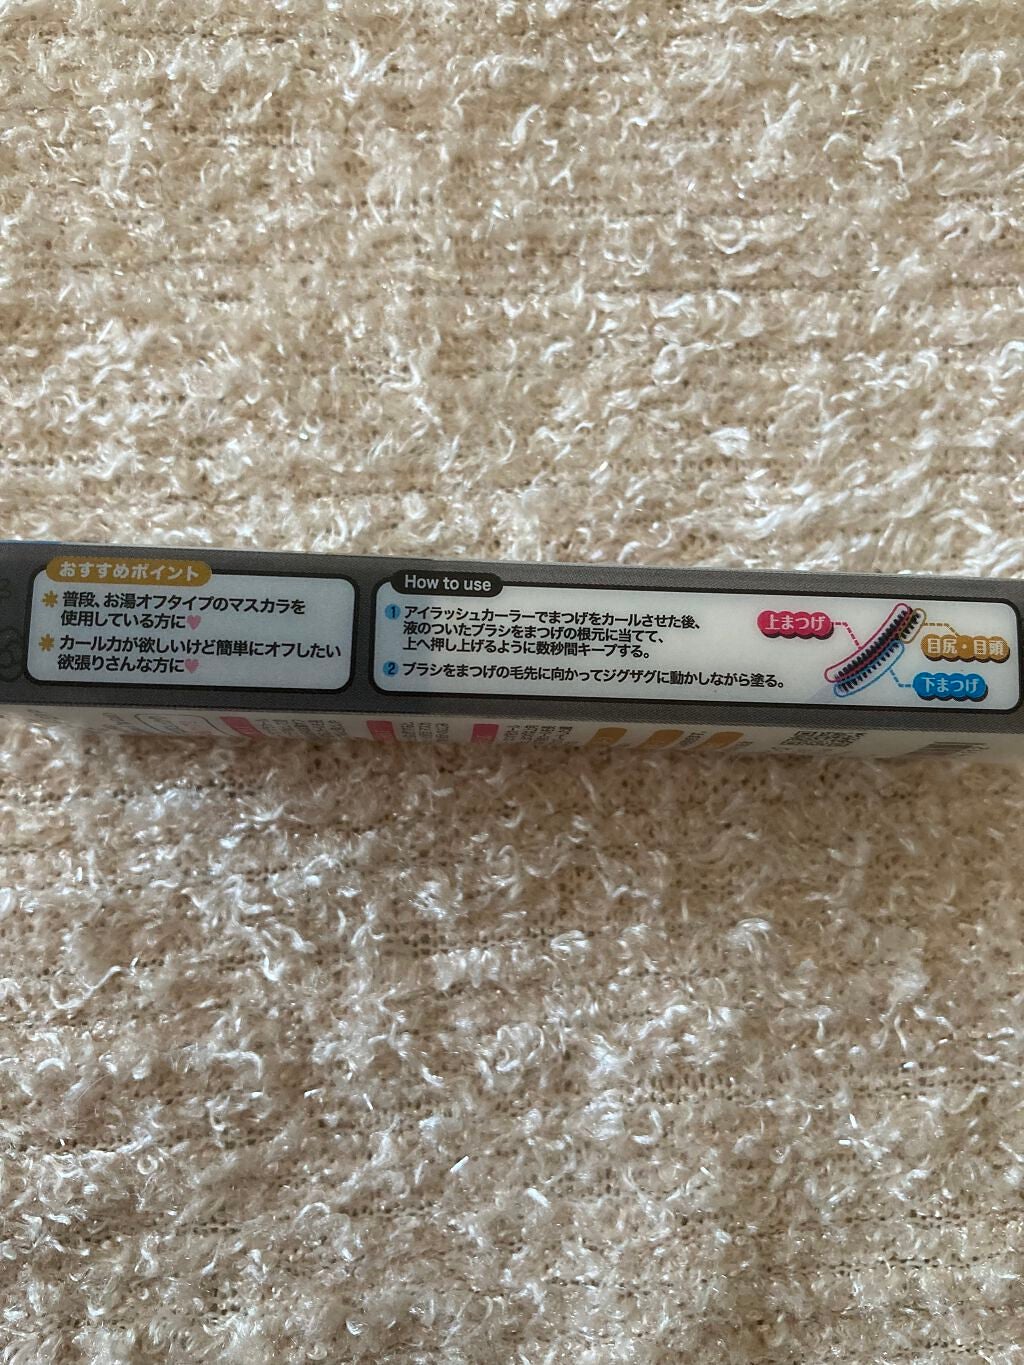 おすすめポイント
普段、お湯オフタイプのマスカラを
使用している方に
カール力が欲しいけど簡単にオフしたい
欲張りさんな方に
How to use
1 アイラッシュカーラーでまつげをカールさせた後、
液のついたブラシをまつげの根元に当てて、
上へ押し上げるように数秒間キープする。
2 ブラシをまつげの毛先に向かってジグザグに動かしながら塗る。
上まつげ
目尻・目頭
下まつげ